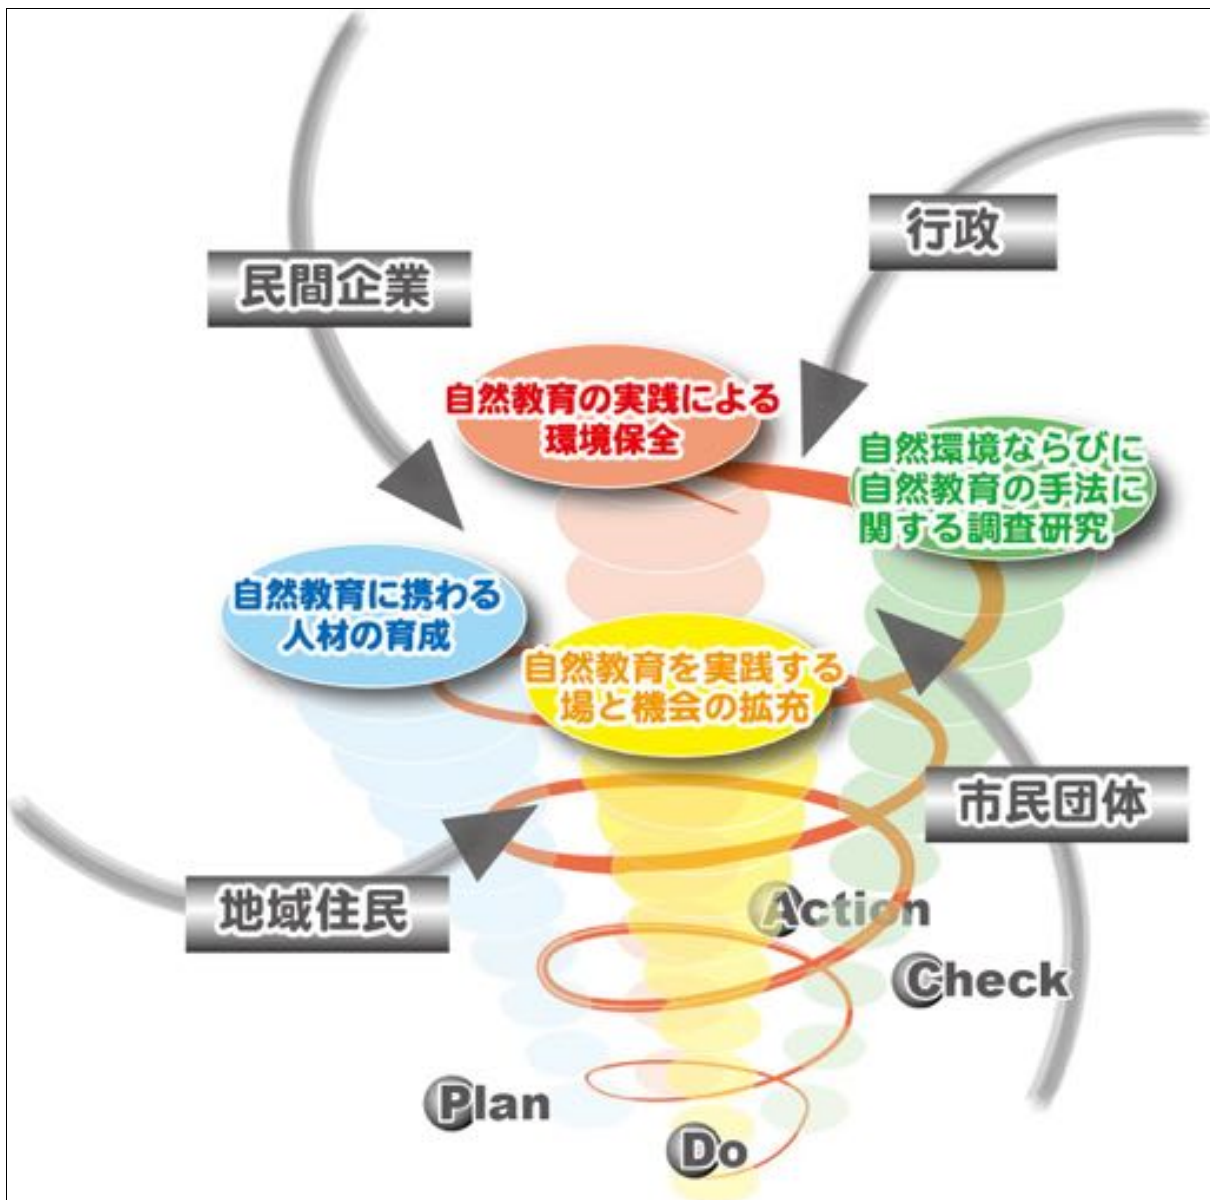 行政
民間企業
自然教育の実践による
環境保全
自然環境ならびに
自然教育の手法に
関する調査研究
自然教育に携わる
人材の育成
自然教育を実践する
場と機会の拡充
市民団体
地域住民
Action
Check
Plan
Do